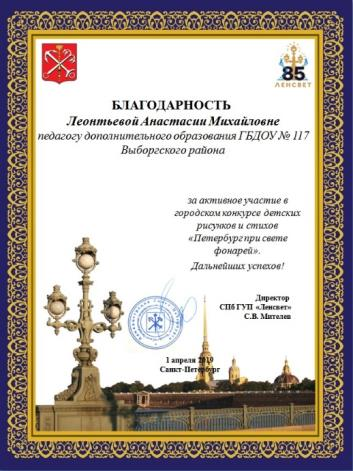 85
ЛЕНСВЕТ
БЛАГОДАРНОСТЬ
Леонтьевой Анастасии Михайловне
педагогу дополнительного образования ГБДОУ № 117
Выборгского района
за активное участие в
городском конкурсе детских
рисунков и стихов
«Петербург при свете
фонарей».
Дальнейших успехов!
Директор
СПб ГУП «Ленсвет»
С.В. Мителев
1 апреля 2019
Санкт-Петербург